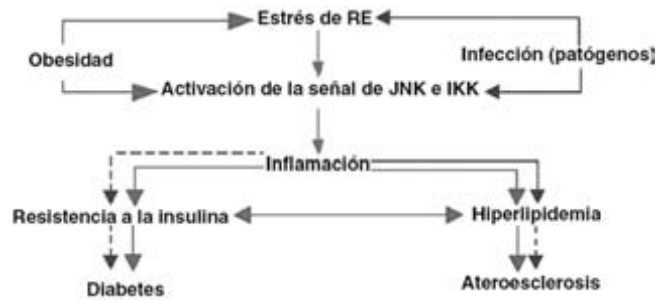 Estrés de RE
Obesidad
Infección (patógenos)
Activación de la señal de JNK e IKK
Inflamación
Resistencia a la insulina
Hiperlipidemia
Diabetes
Ateroesclerosis